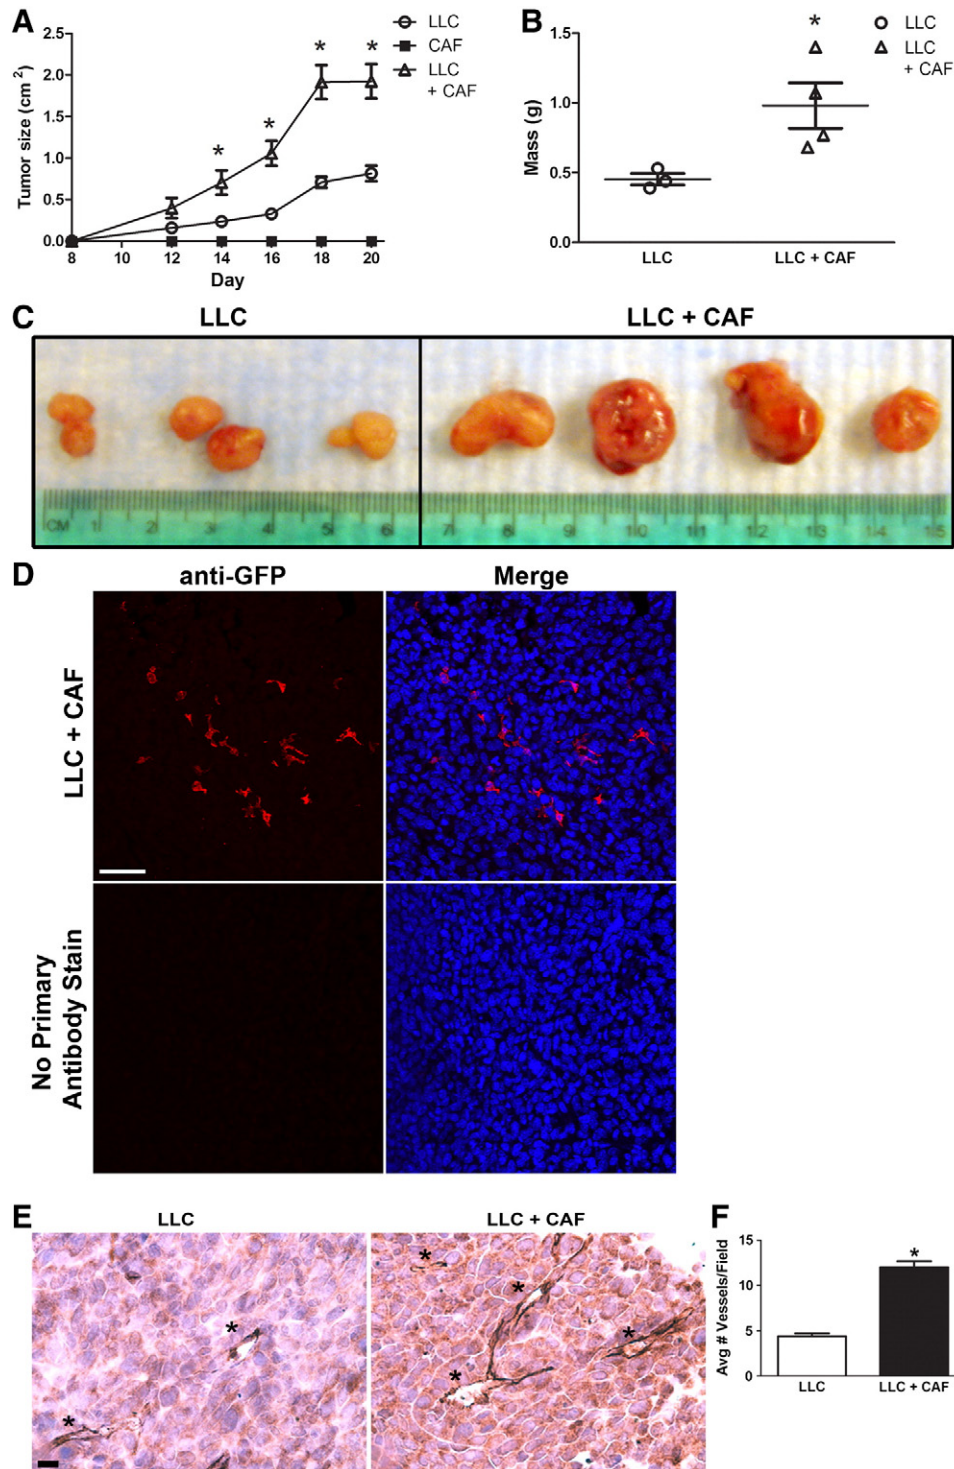 A
Tumor size (cm²)
2.5
2.0
1.5
1.0
0.5
0.0
8
10
12
14
16
18
20
Day
*
*
*
*
LLC
CAF
LLC
+ CAF
B
Mass (g)
1.5
1.0
0.5
0.0
LLC
LLC + CAF
*
LLC
LLC
+ CAF
C
LLC
LLC + CAF
CM 1 2 3 4 5 6
7 8 9 10 11 12 13 14 15
D
anti-GFP
Merge
LLC + CAF
No Primary
Antibody Stain
E
LLC
LLC + CAF
*
*
*
*
*
*
F
Avg # Vessels/Field
15
10
5
0
*
LLC
LLC + CAF